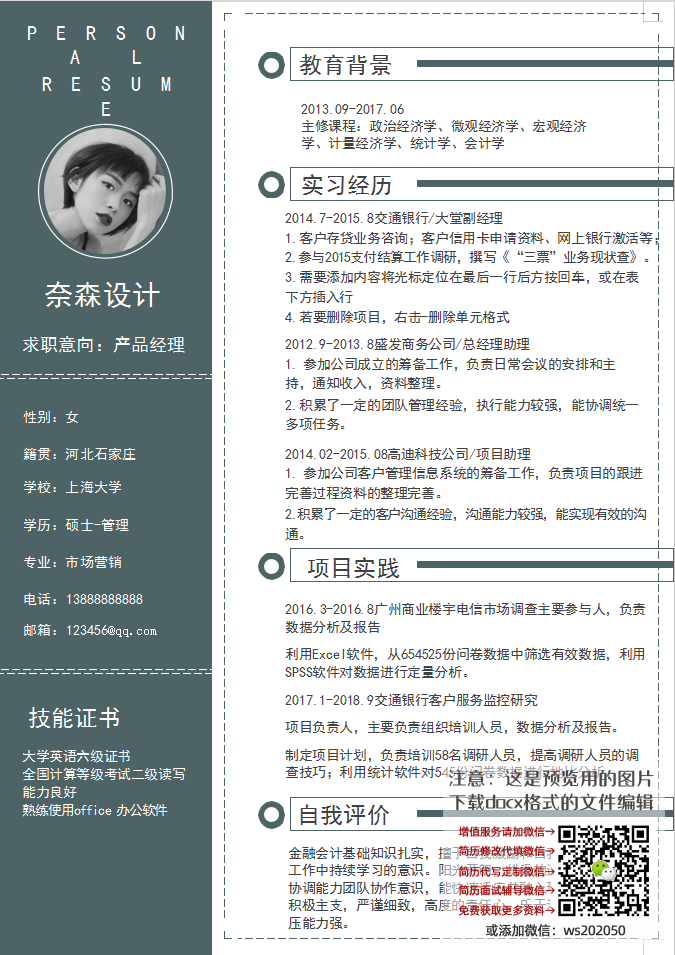 PERSON
AL
RESUM
E
奈森设计
求职意向：产品经理
性别：女
籍贯：河北石家庄
学校：上海大学
学历：硕士-管理
专业：市场营销
电话：13888888888
邮箱：123456@qq.com
技能证书
大学英语六级证书
全国计算机等级考试二级读写
能力良好
熟练使用office 办公软件
教育背景
2013.09-2017.06
主修课程：政治经济学、微观经济学、宏观经济
学、计量经济学、统计学、会计学
实习经历
2014.7-2015.8交通银行/大堂副经理
1.客户存贷业务咨询；客户信用卡申请资料、网上银行激活等；
2.参与2015支付结算工作调研，撰写《“三票”业务现状查》。
3.需要添加内容将光标定位在最后一行后方按回车，或在表
下方插入行
4.若要删除项目，右击-删除单元格式
2012.9-2013.8盛发商务公司/总经理助理
1. 参加公司成立的筹备工作，负责日常会议的安排和主
持，通知收入，资料整理。
2.积累了一定的团队管理经验，执行能力较强，能协调统一
多项任务。
2014.02-2015.08高迪科技公司/项目助理
1. 参加公司客户管理信息系统的筹备工作，负责项目的跟进
完善过程资料的整理完善。
2.积累了一定的客户沟通经验，沟通能力较强，能实现有效的沟
通。
项目实践
2016.3-2016.8广州商业楼宇电信市场调查主要参与人，负责
数据分析及报告
利用Excel软件，从654525份问卷数据中筛选有效数据，利用
SPSS软件对数据进行定量分析。
2017.1-2018.9交通银行客户服务监控研究
项目负责人，主要负责组织培训人员，数据分析及报告。
制定项目计划，负责培训58名调研人员，提高调研人员的调
查技巧；利用统计软件对545份问卷数据进行
自我评价
金融会计基础知识扎实，擅于
工作中持续学习的意识。阳光
协调能力团队协作意识，能
积极主支，严谨细致，高度的责任心，乐于
压能力强。
注意：这是预览用的图片
下载docx格式的文件编辑
增值服务请加微信→
简历修改代填微信→
简历代写定制微信→
简历面试辅导微信→
免费获取更多资料→
或添加微信：ws202050